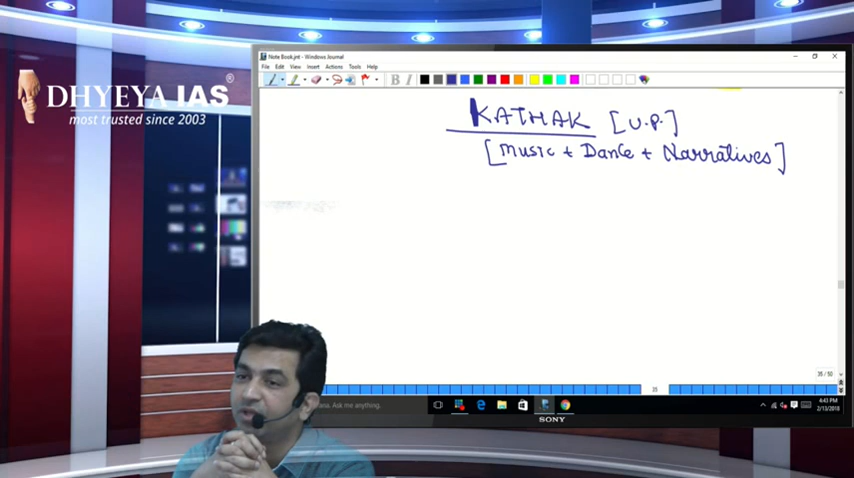 DHYEYA IAS®
most trusted since 2003
Note Book.jnt - Windows Journal
File Edit View Insert Actions Tools Help
B I
KATHAK [U.P.]
[Music + Dance + Narratives]
35 / 50
35
Ask me anything.
4:43 PM
2/13/2018
SONY